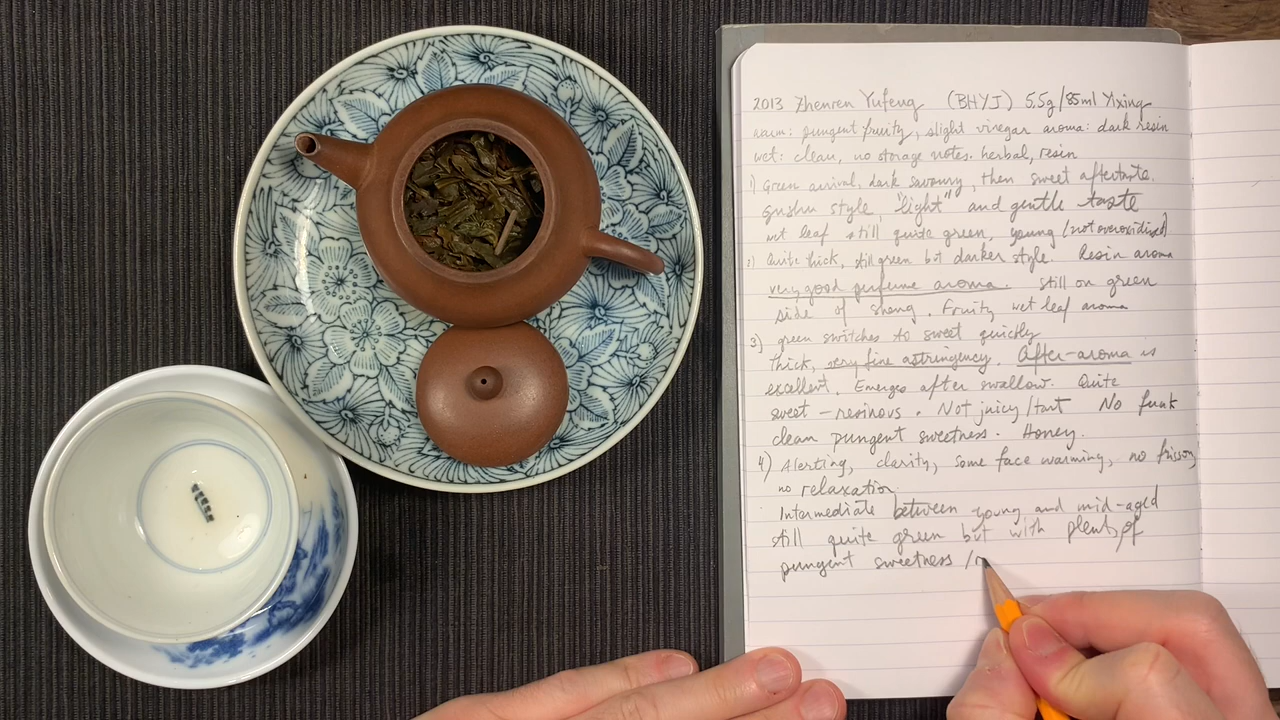 2013 Zhenren Yufeng (BHYJ) 5.5g/85ml Yixing
warm: pungent fruity, slight vinegar aroma: dark resin
wet: clean, no storage notes. herbal, resin
1) Green arrival, dark savoury, then sweet aftertaste.
gushu style, "light" and gentle taste
wet leaf still quite green, young (not overoxidised)
2) Quite thick, still green but darker style. Resin aroma
very good perfume aroma. still on green
side of sheng. Fruity wet leaf aroma
3) green switches to sweet quickly
thick, very fine astringency. After-aroma is
excellent. Emerges after swallow. Quite
sweet - resinous. Not juicy/tart No funk
clean pungent sweetness. Honey.
4) Alerting, clarity, some face warming, no frisson,
no relaxation
Intermediate between young and mid-aged
still quite green but with plenty of
pungent sweetness /